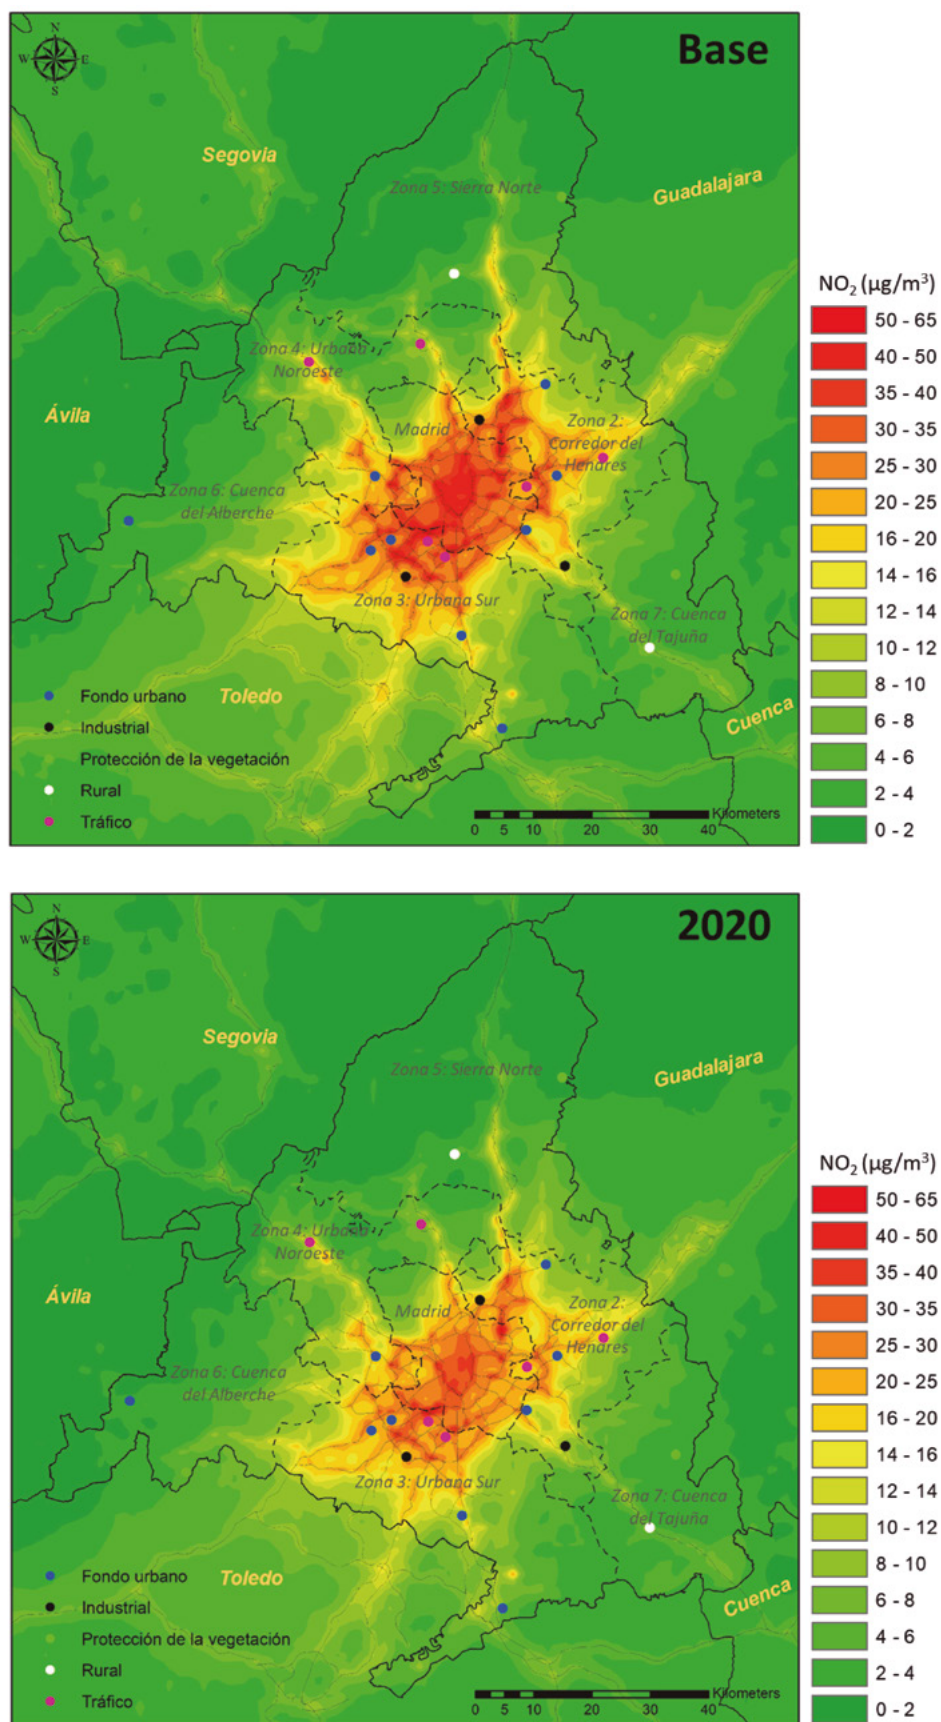 Base
N
W E
S
Segovia
Zona 5: Sierra Norte
Guadalajara
Zona 4: Urbana
Noroeste
Ávila
Madrid
Zona 2:
Corredor del
Henares
Zona 6: Cuenca
del Alberche
Zona 3: Urbana Sur
Zona 7: Cuenca
del Tajuña
Toledo
Cuenca
Fondo urbano
Industrial
Protección de la vegetación
Rural
Tráfico
Kilometers
0 5 10 20 30 40
NO₂ (µg/m³)
50 - 65
40 - 50
35 - 40
30 - 35
25 - 30
20 - 25
16 - 20
14 - 16
12 - 14
10 - 12
8 - 10
6 - 8
4 - 6
2 - 4
0 - 2
2020
N
W E
S
Segovia
Zona 5: Sierra Norte
Guadalajara
Zona 4: Urbana
Noroeste
Ávila
Madrid
Zona 2:
Corredor del
Henares
Zona 6: Cuenca
del Alberche
Zona 3: Urbana Sur
Zona 7: Cuenca
del Tajuña
Toledo
Cuenca
Fondo urbano
Industrial
Protección de la vegetación
Rural
Tráfico
Kilometers
0 5 10 20 30 40
NO₂ (µg/m³)
50 - 65
40 - 50
35 - 40
30 - 35
25 - 30
20 - 25
16 - 20
14 - 16
12 - 14
10 - 12
8 - 10
6 - 8
4 - 6
2 - 4
0 - 2